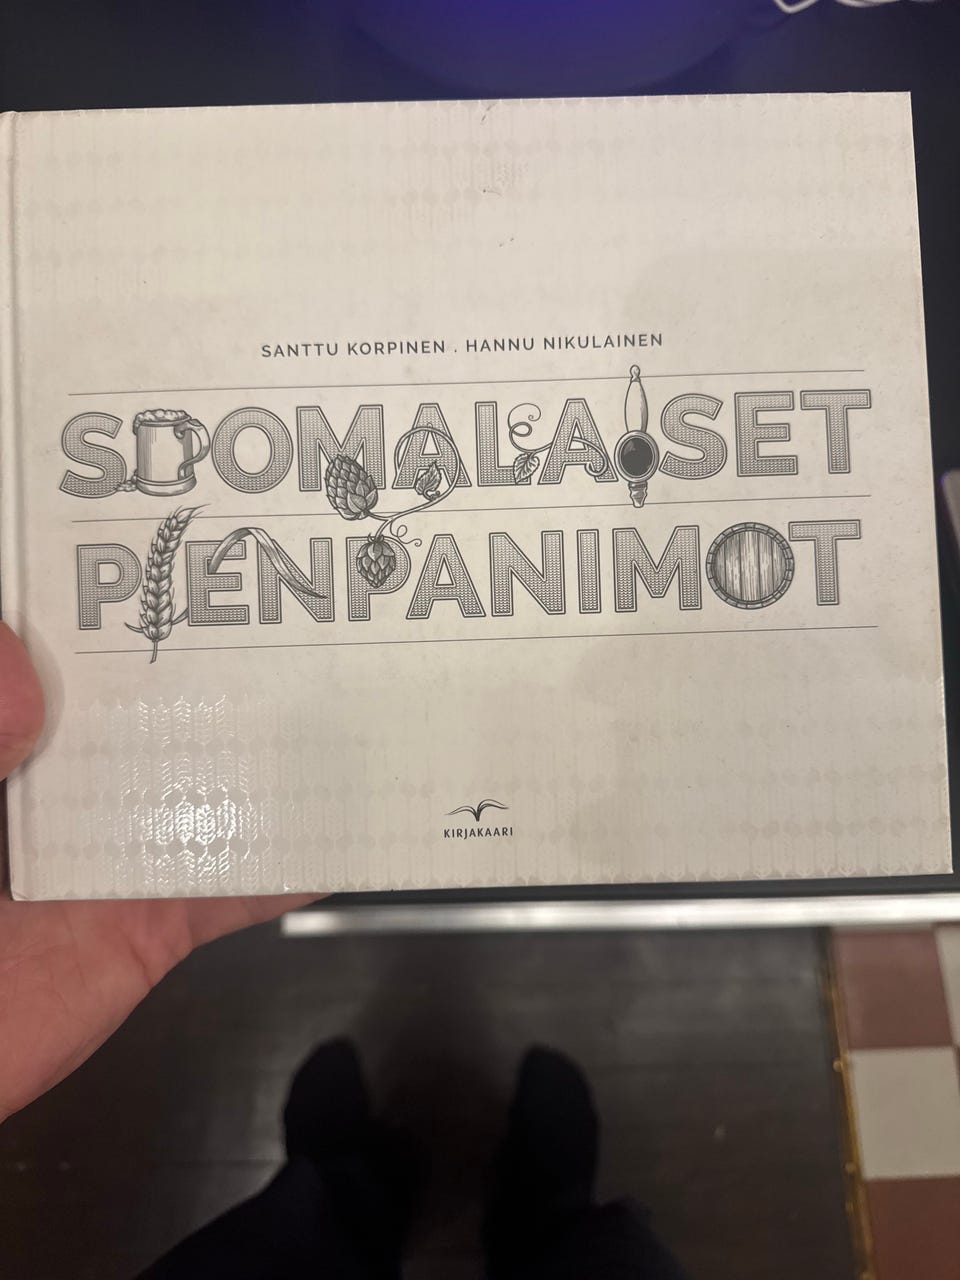 SANTTU KORPINEN . HANNU NIKULAINEN
SUOMALAISET
PIENPANIMOT
KIRJAKAARI